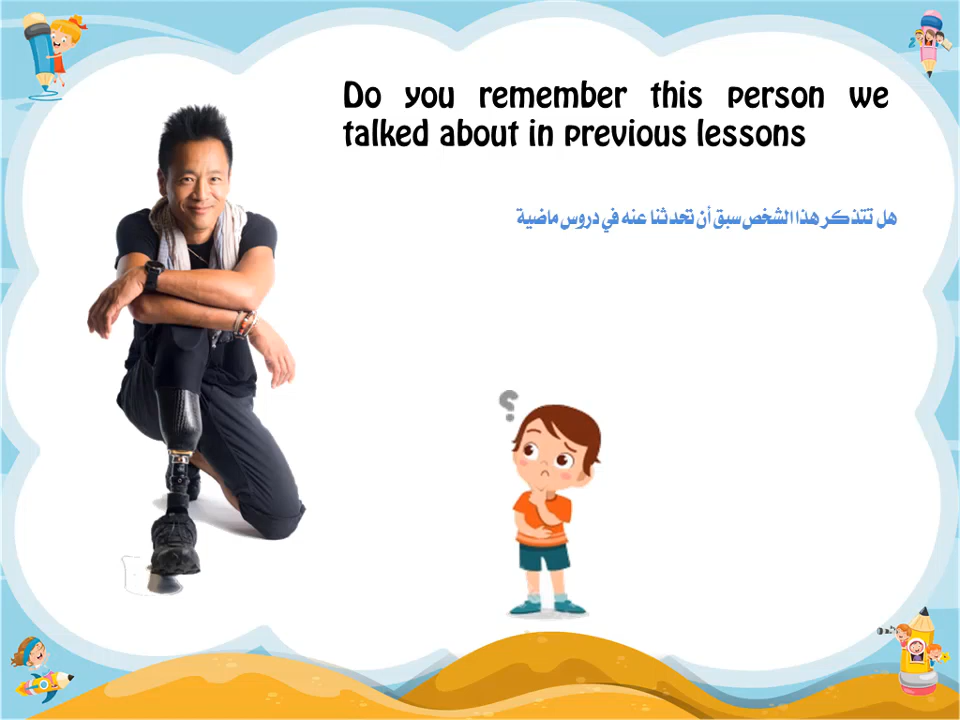 Do you remember this person we
talked about in previous lessons
هل تتذكر هذا الشخص سبق أن تحدثنا عنه في دروس ماضية
؟